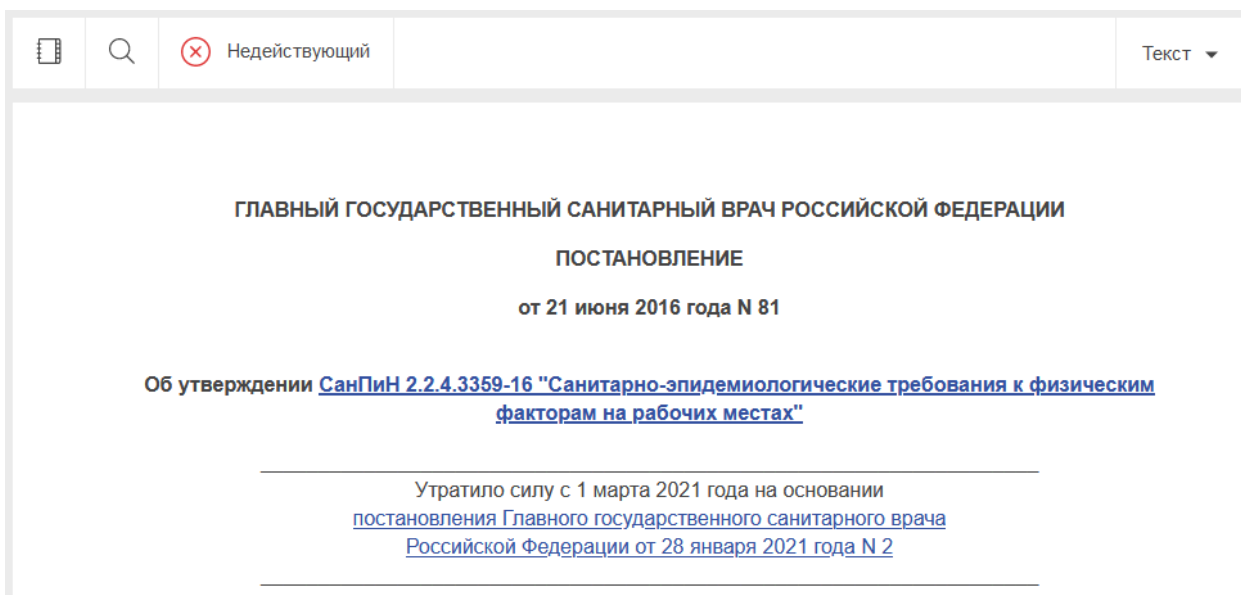 Недействующий
Текст
ГЛАВНЫЙ ГОСУДАРСТВЕННЫЙ САНИТАРНЫЙ ВРАЧ РОССИЙСКОЙ ФЕДЕРАЦИИ
ПОСТАНОВЛЕНИЕ
от 21 июня 2016 года N 81
Об утверждении СанПиН 2.2.4.3359-16 "Санитарно-эпидемиологические требования к физическим
факторам на рабочих местах"
Утратило силу с 1 марта 2021 года на основании
постановления Главного государственного санитарного врача
Российской Федерации от 28 января 2021 года N 2